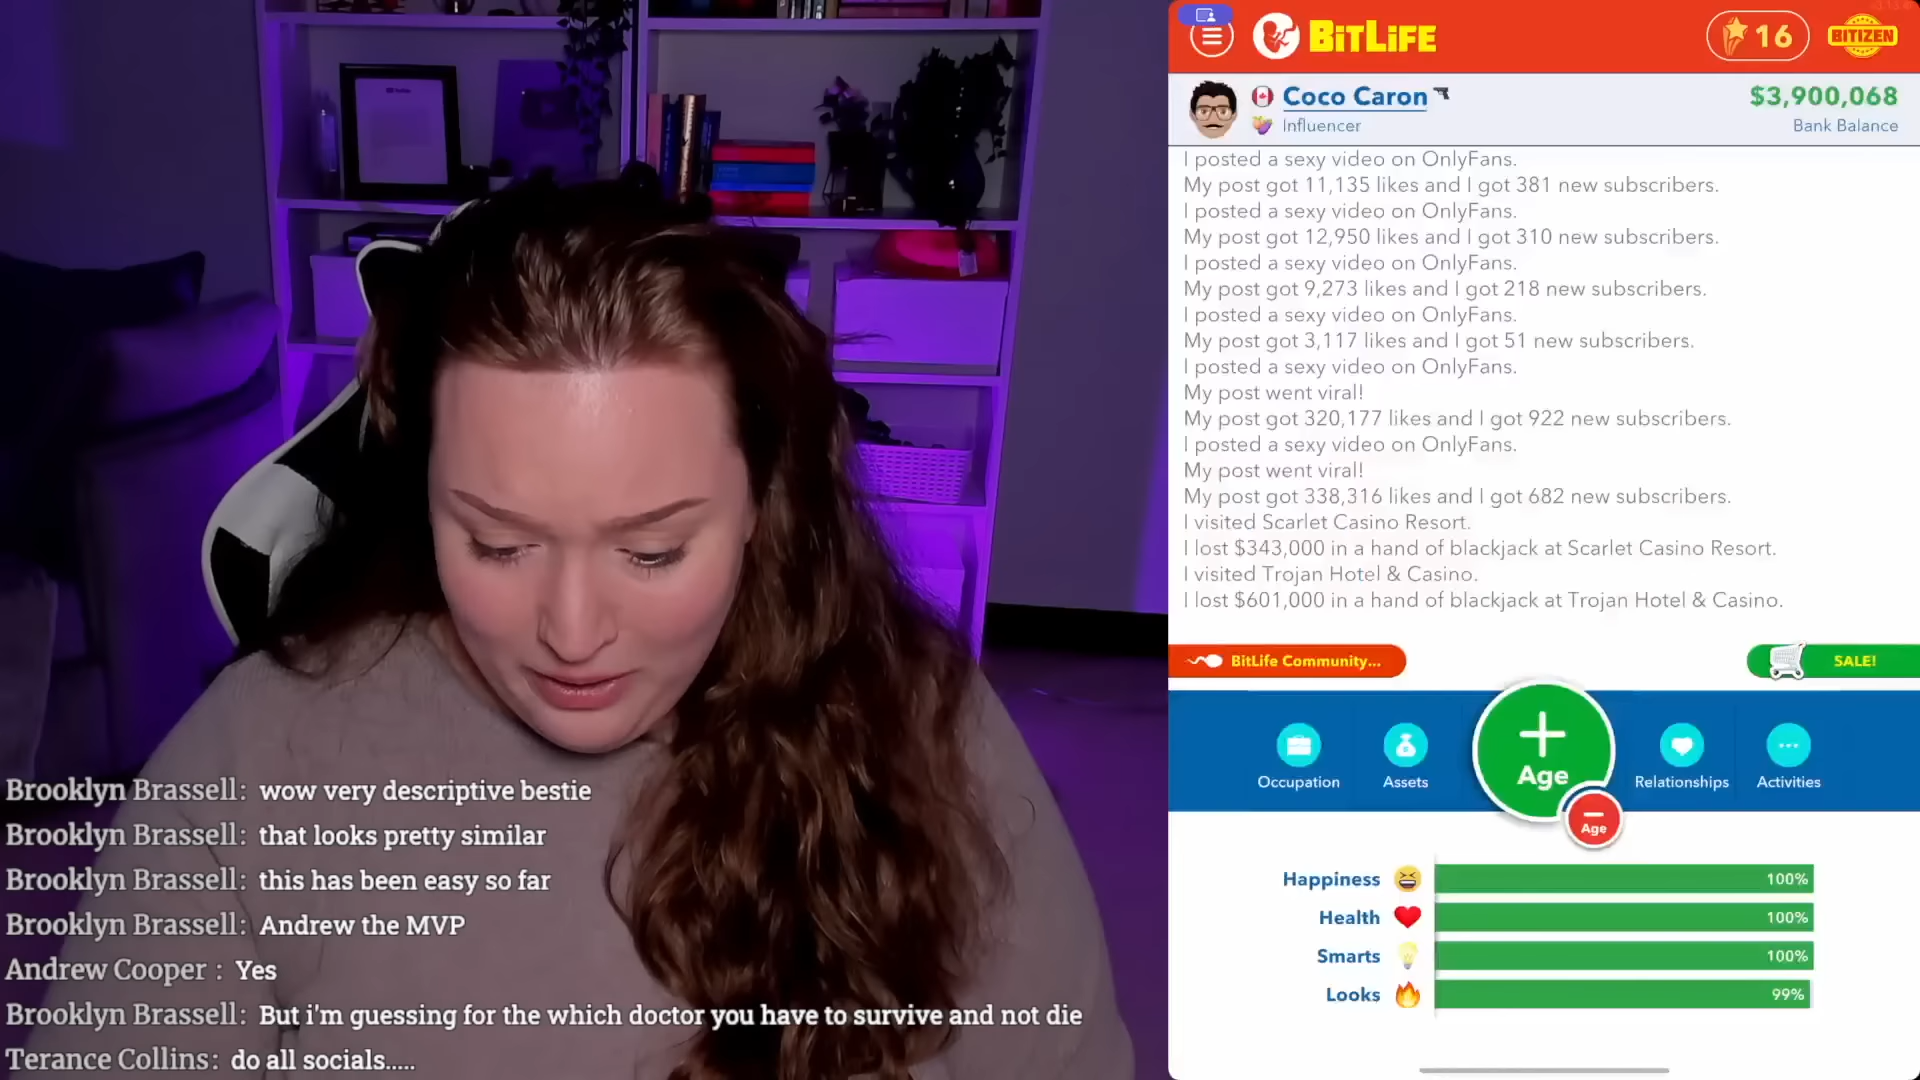 BITLIFE
16
BITIZEN
Coco Caron
Influencer
$3,900,068
Bank Balance
I posted a sexy video on OnlyFans.
My post got 11,135 likes and I got 381 new subscribers.
I posted a sexy video on OnlyFans.
My post got 12,950 likes and I got 310 new subscribers.
I posted a sexy video on OnlyFans.
My post got 9,273 likes and I got 218 new subscribers.
I posted a sexy video on OnlyFans.
My post got 3,117 likes and I got 51 new subscribers.
I posted a sexy video on OnlyFans.
My post went viral!
My post got 320,177 likes and I got 922 new subscribers.
I posted a sexy video on OnlyFans.
My post went viral!
My post got 338,316 likes and I got 682 new subscribers.
I visited Scarlet Casino Resort.
I lost $343,000 in a hand of blackjack at Scarlet Casino Resort.
I visited Trojan Hotel & Casino.
I lost $601,000 in a hand of blackjack at Trojan Hotel & Casino.
BitLife Community...
SALE!
Occupation
Assets
Age
Age
Relationships
Activities
Happiness 100%
Health 100%
Smarts 100%
Looks 99%
Brooklyn Brassell: wow very descriptive bestie
Brooklyn Brassell: that looks pretty similar
Brooklyn Brassell: this has been easy so far
Brooklyn Brassell: Andrew the MVP
Andrew Cooper : Yes
Brooklyn Brassell: But i'm guessing for the which doctor you have to survive and not die
Terance Collins: do all socials.....